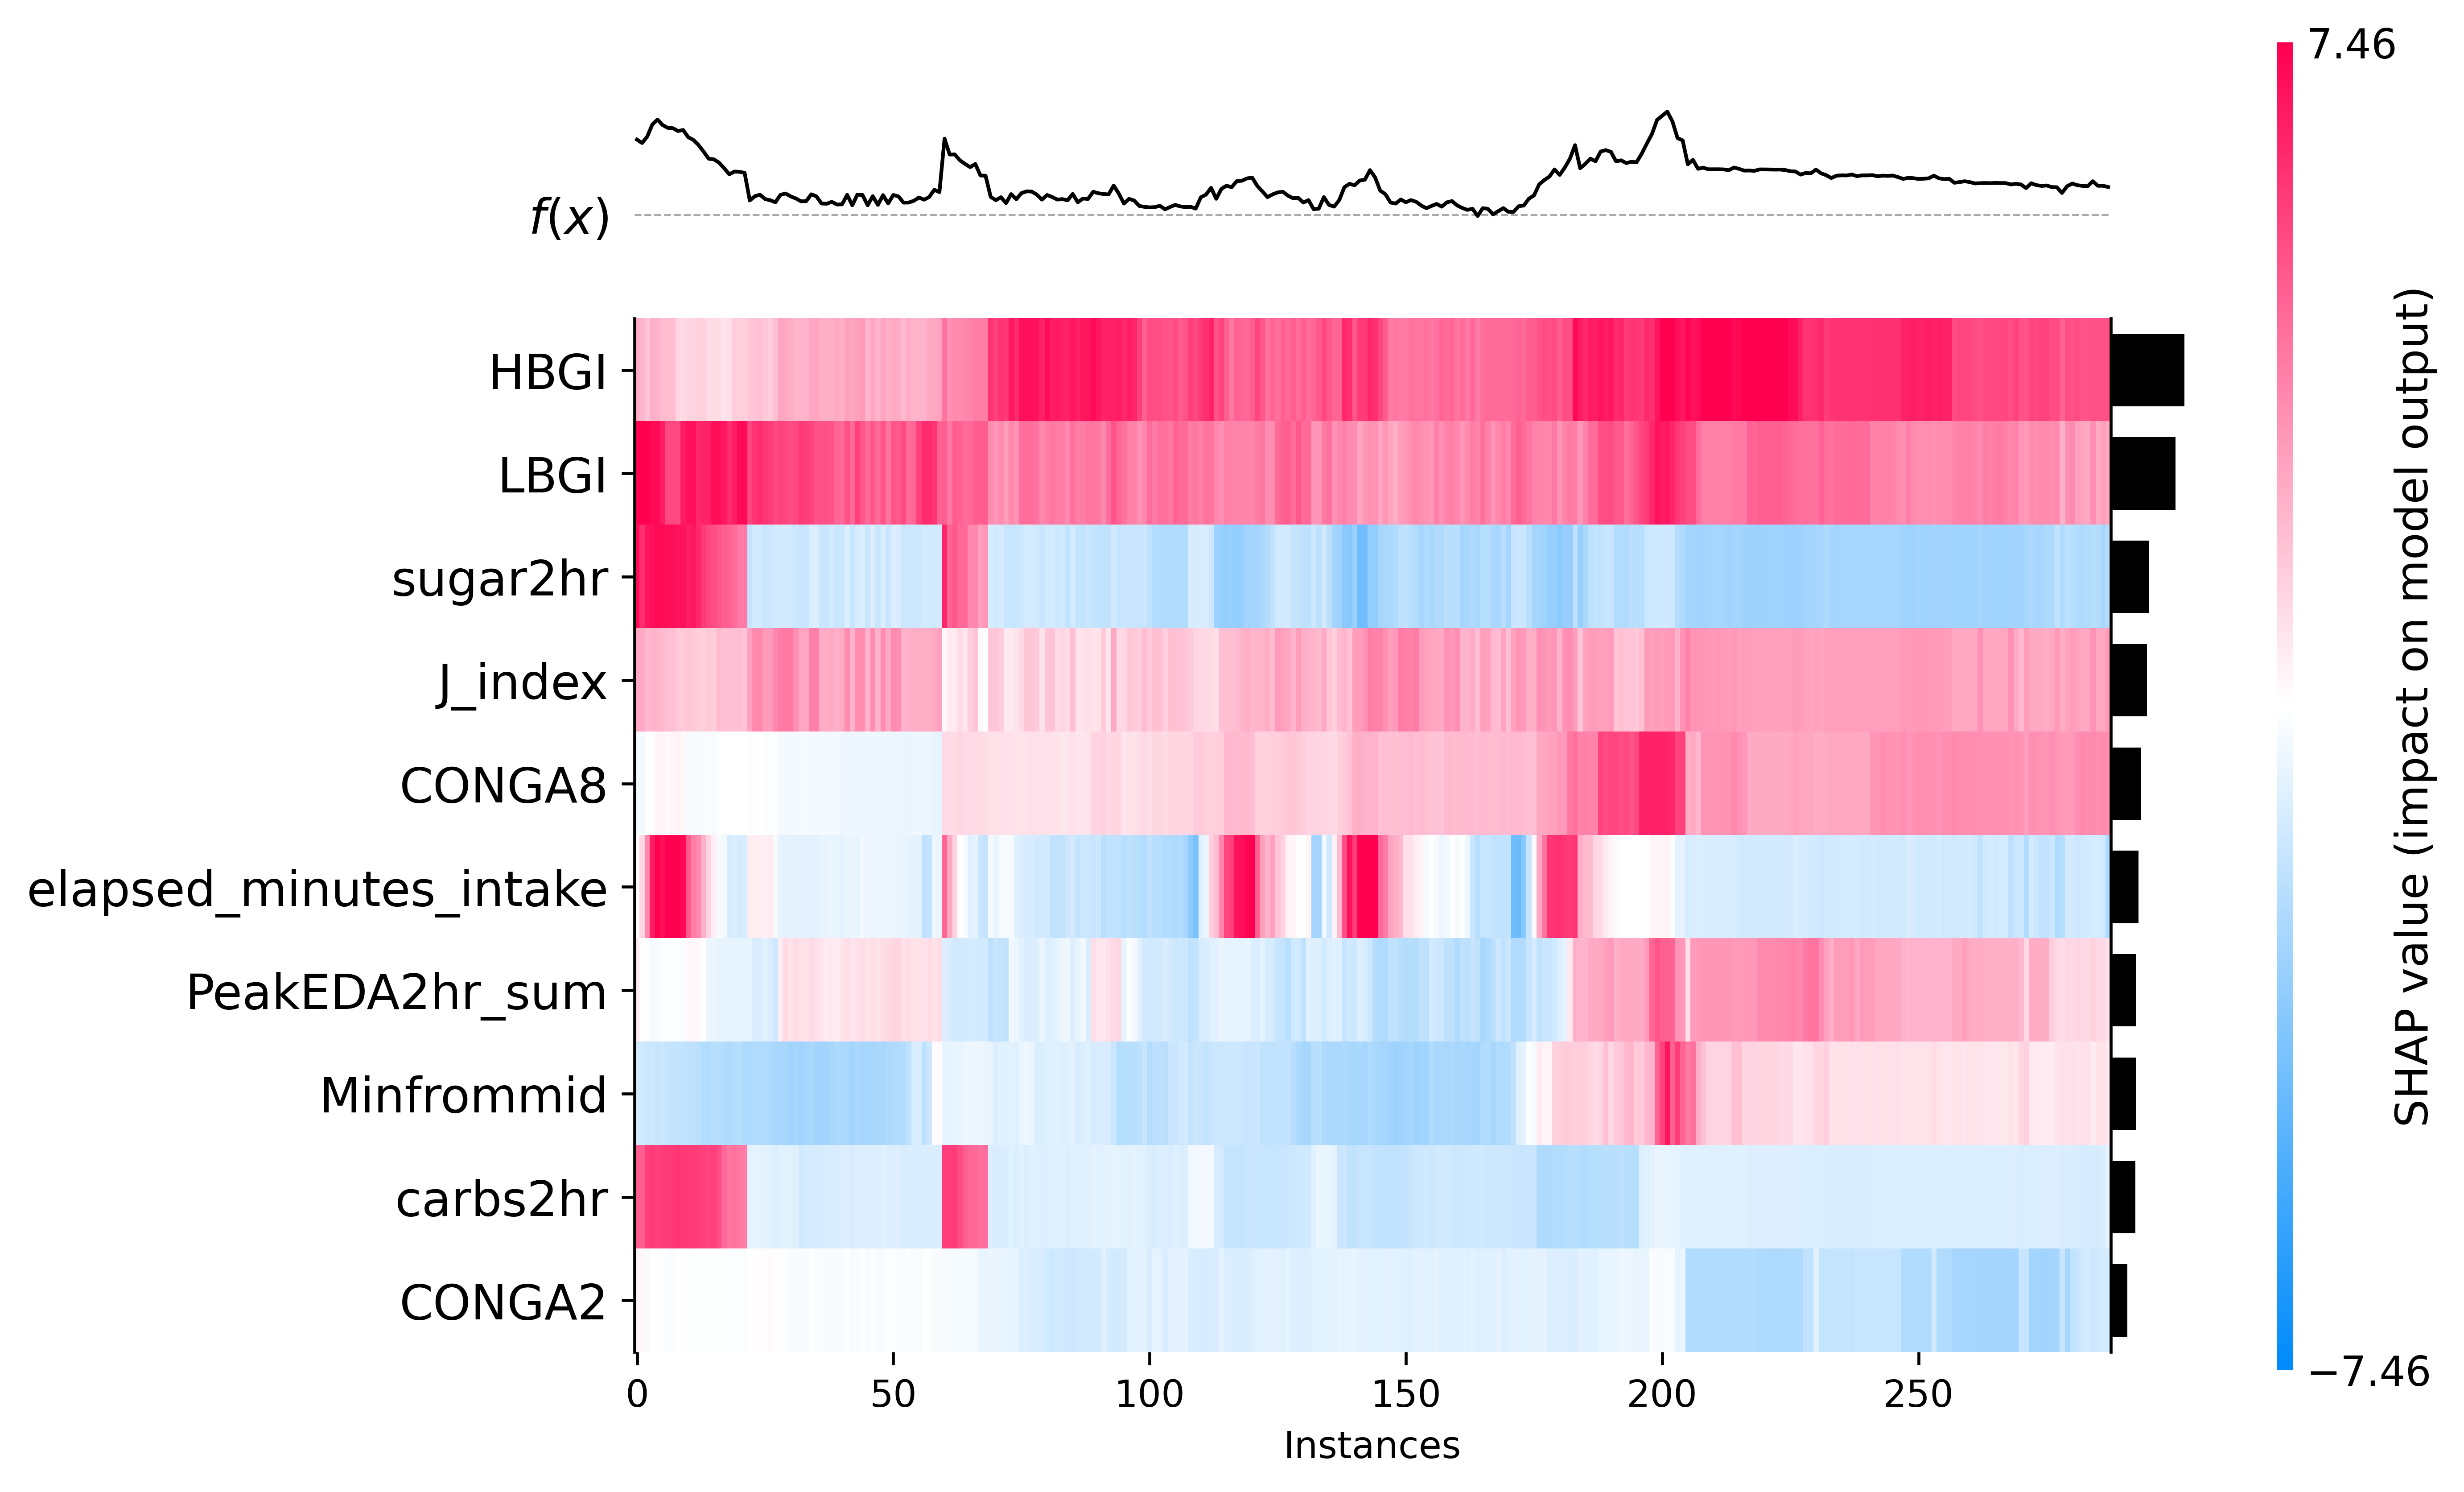 7.46
f(x)
HBGI
LBGI
sugar2hr
J_index
CONGA8
elapsed_minutes_intake
PeakEDA2hr_sum
Minfrommid
carbs2hr
CONGA2
0 50 100 150 200 250
Instances
−7.46
SHAP value (impact on model output)